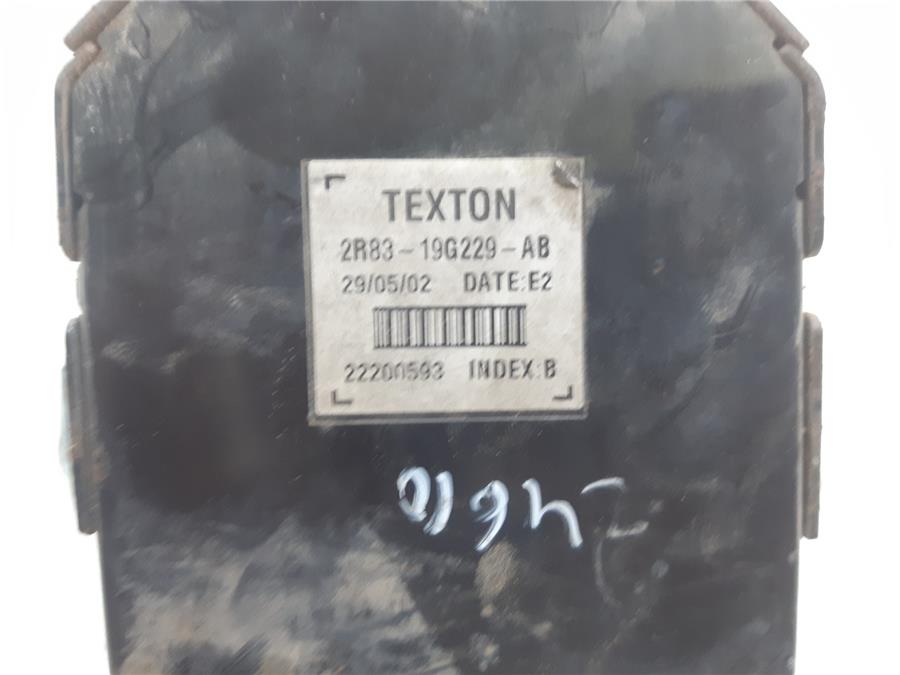 TEXTON
2R83-19G229-AB
29/05/02 DATE:E2
22200593 INDEX:B